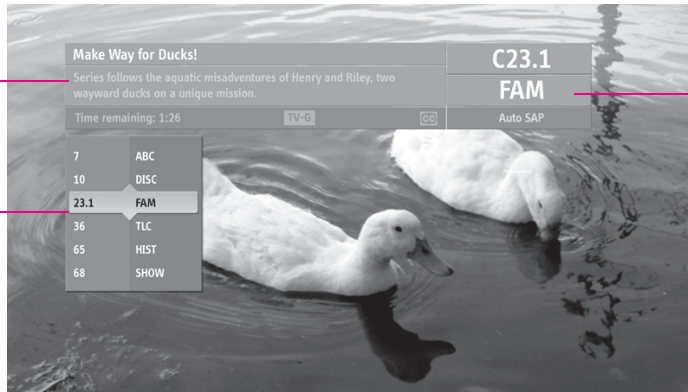 Make Way for Ducks!
Series follows the aquatic misadventures of Henry and Riley, two
wayward ducks on a unique mission.
Time remaining: 1:26 TV-G CC
C23.1
FAM
Auto SAP
7 ABC
10 DISC
23.1 FAM
36 TLC
65 HIST
68 SHOW